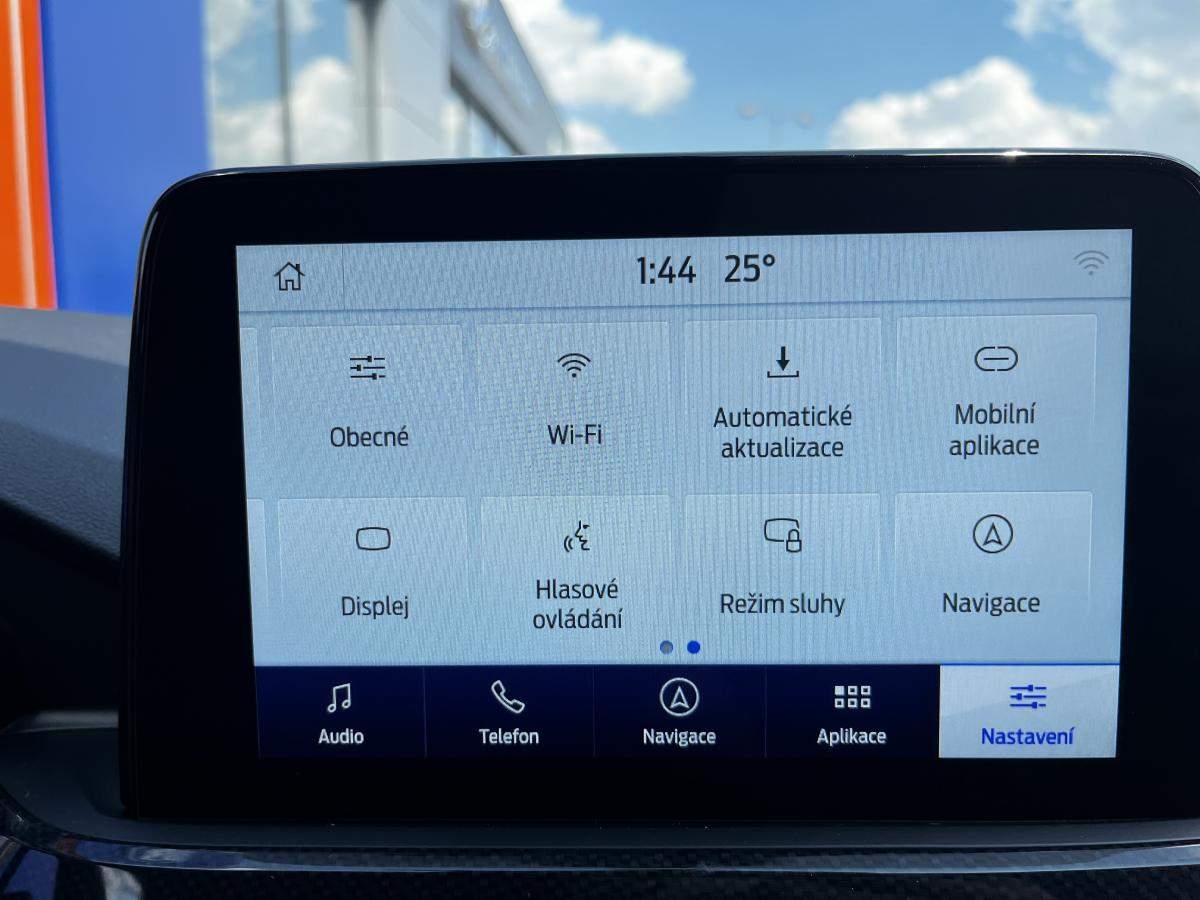 1:44 25°
Obecné
Wi-Fi
Automatické
aktualizace
Mobilní
aplikace
Displej
Hlasové
ovládání
Režim sluhy
Navigace
Audio
Telefon
Navigace
Aplikace
Nastavení